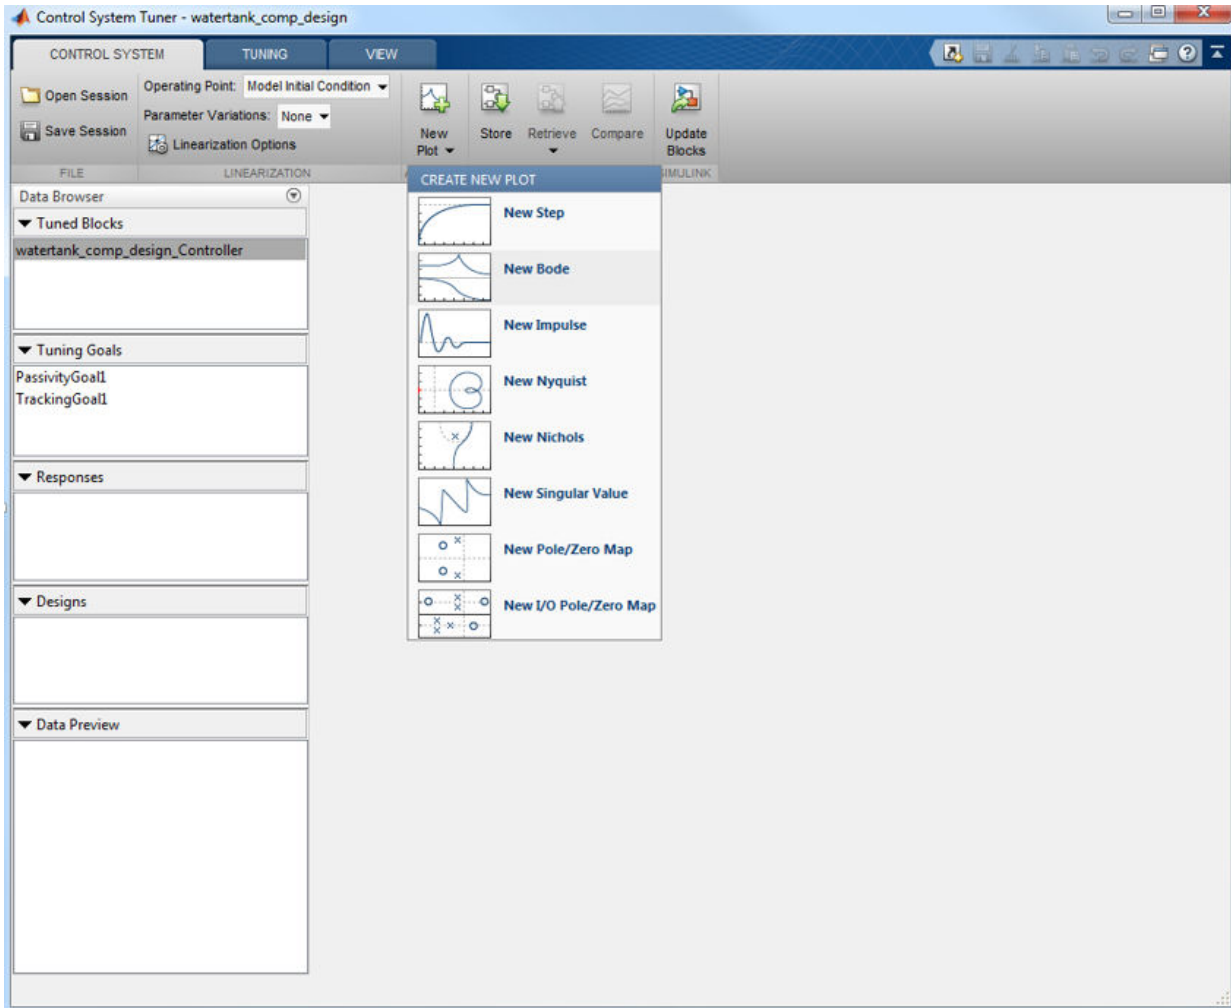 Control System Tuner - watertank_comp_design
CONTROL SYSTEM TUNING VIEW
Open Session
Save Session
Operating Point: Model Initial Condition
Parameter Variations: None
Linearization Options
New Plot
Store
Retrieve
Compare
Update Blocks
FILE LINEARIZATION SIMULINK
CREATE NEW PLOT
New Step
New Bode
New Impulse
New Nyquist
New Nichols
New Singular Value
New Pole/Zero Map
New I/O Pole/Zero Map
Data Browser
Tuned Blocks
watertank_comp_design_Controller
Tuning Goals
PassivityGoal1
TrackingGoal1
Responses
Designs
Data Preview